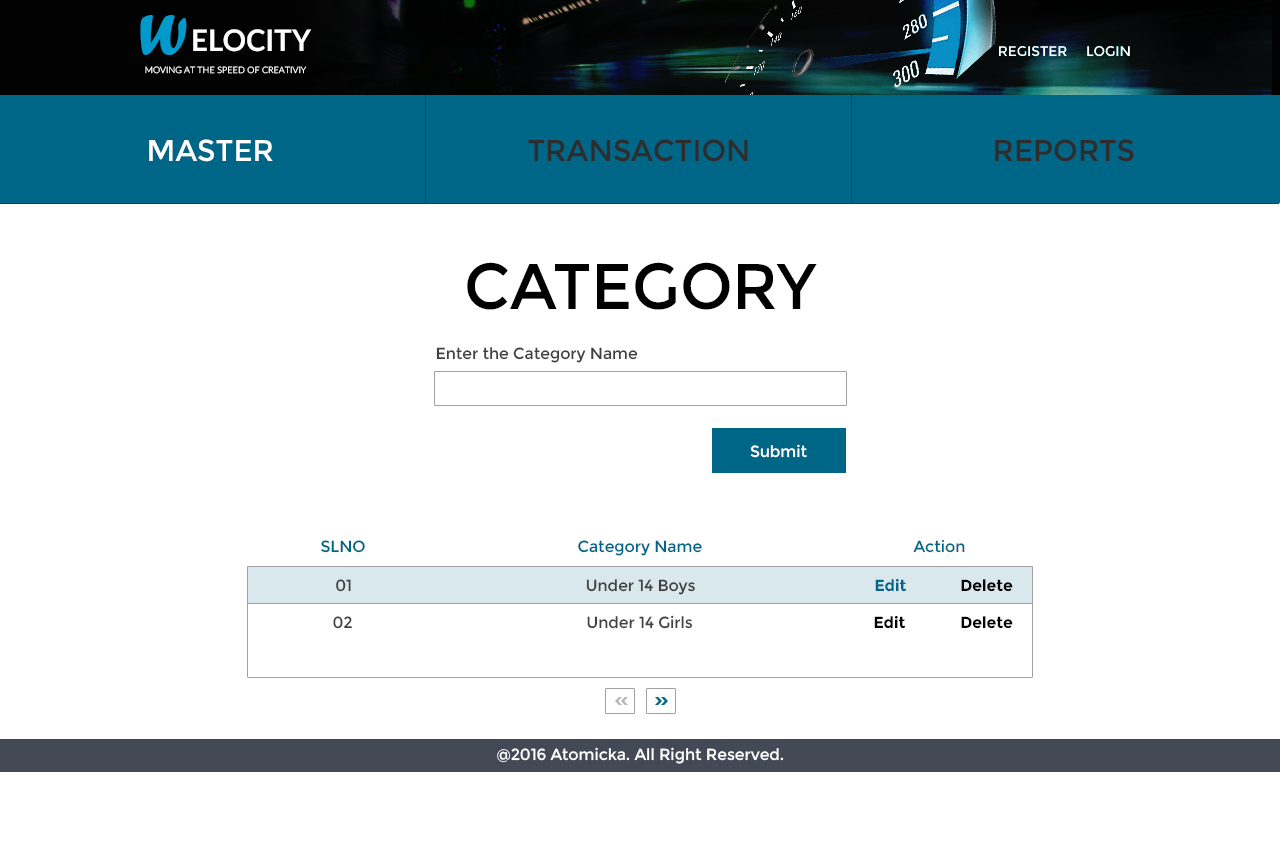 WELOCITY
MOVING AT THE SPEED OF CREATIVIY
140
160
280
300
REGISTER LOGIN
MASTER TRANSACTION REPORTS
CATEGORY
Enter the Category Name
Submit
SLNO Category Name Action
01 Under 14 Boys Edit Delete
02 Under 14 Girls Edit Delete
« »
@2016 Atomicka. All Right Reserved.